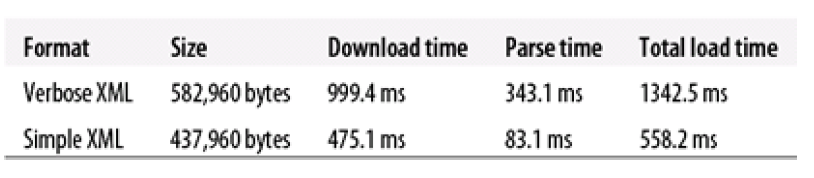 Format Size Download time Parse time Total load time
Verbose XML 582,960 bytes 999.4 ms 343.1 ms 1342.5 ms
Simple XML 437,960 bytes 475.1 ms 83.1 ms 558.2 ms